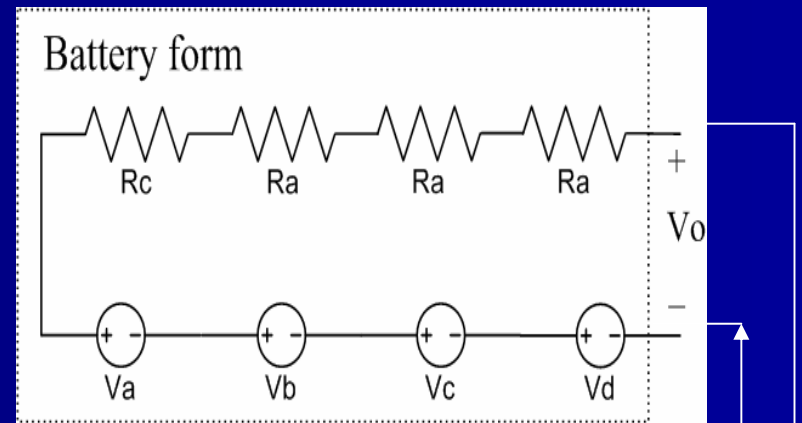 Battery form
Rc Ra Ra Ra
+
Vo
−
+ - + - + - + -
Va Vb Vc Vd